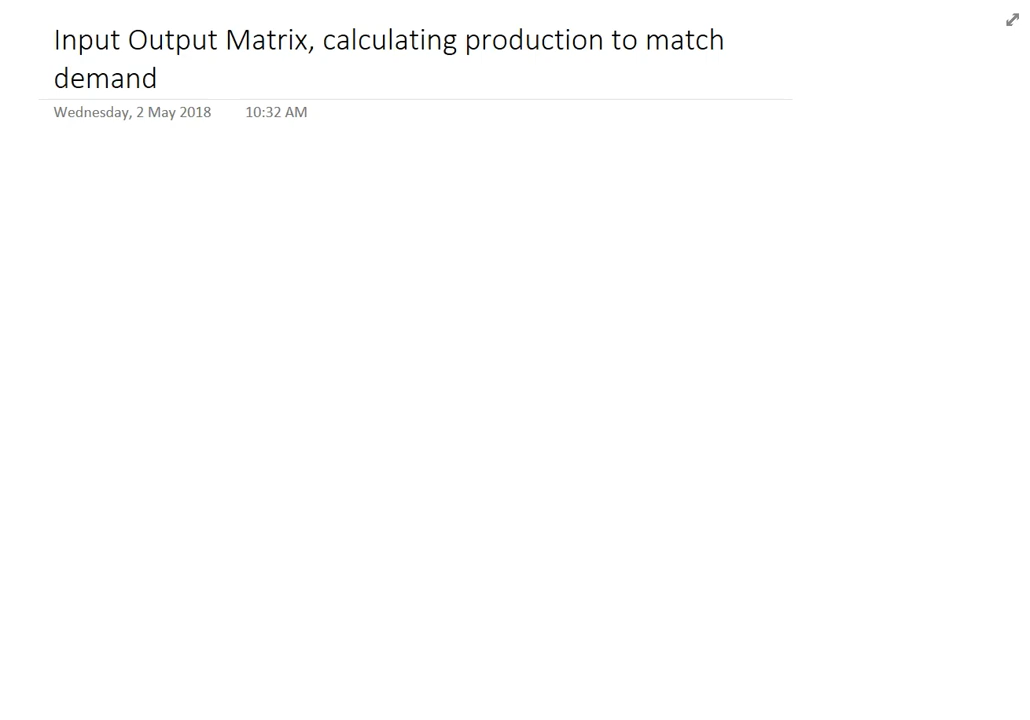 Input Output Matrix, calculating production to match
demand
Wednesday, 2 May 2018 10:32 AM